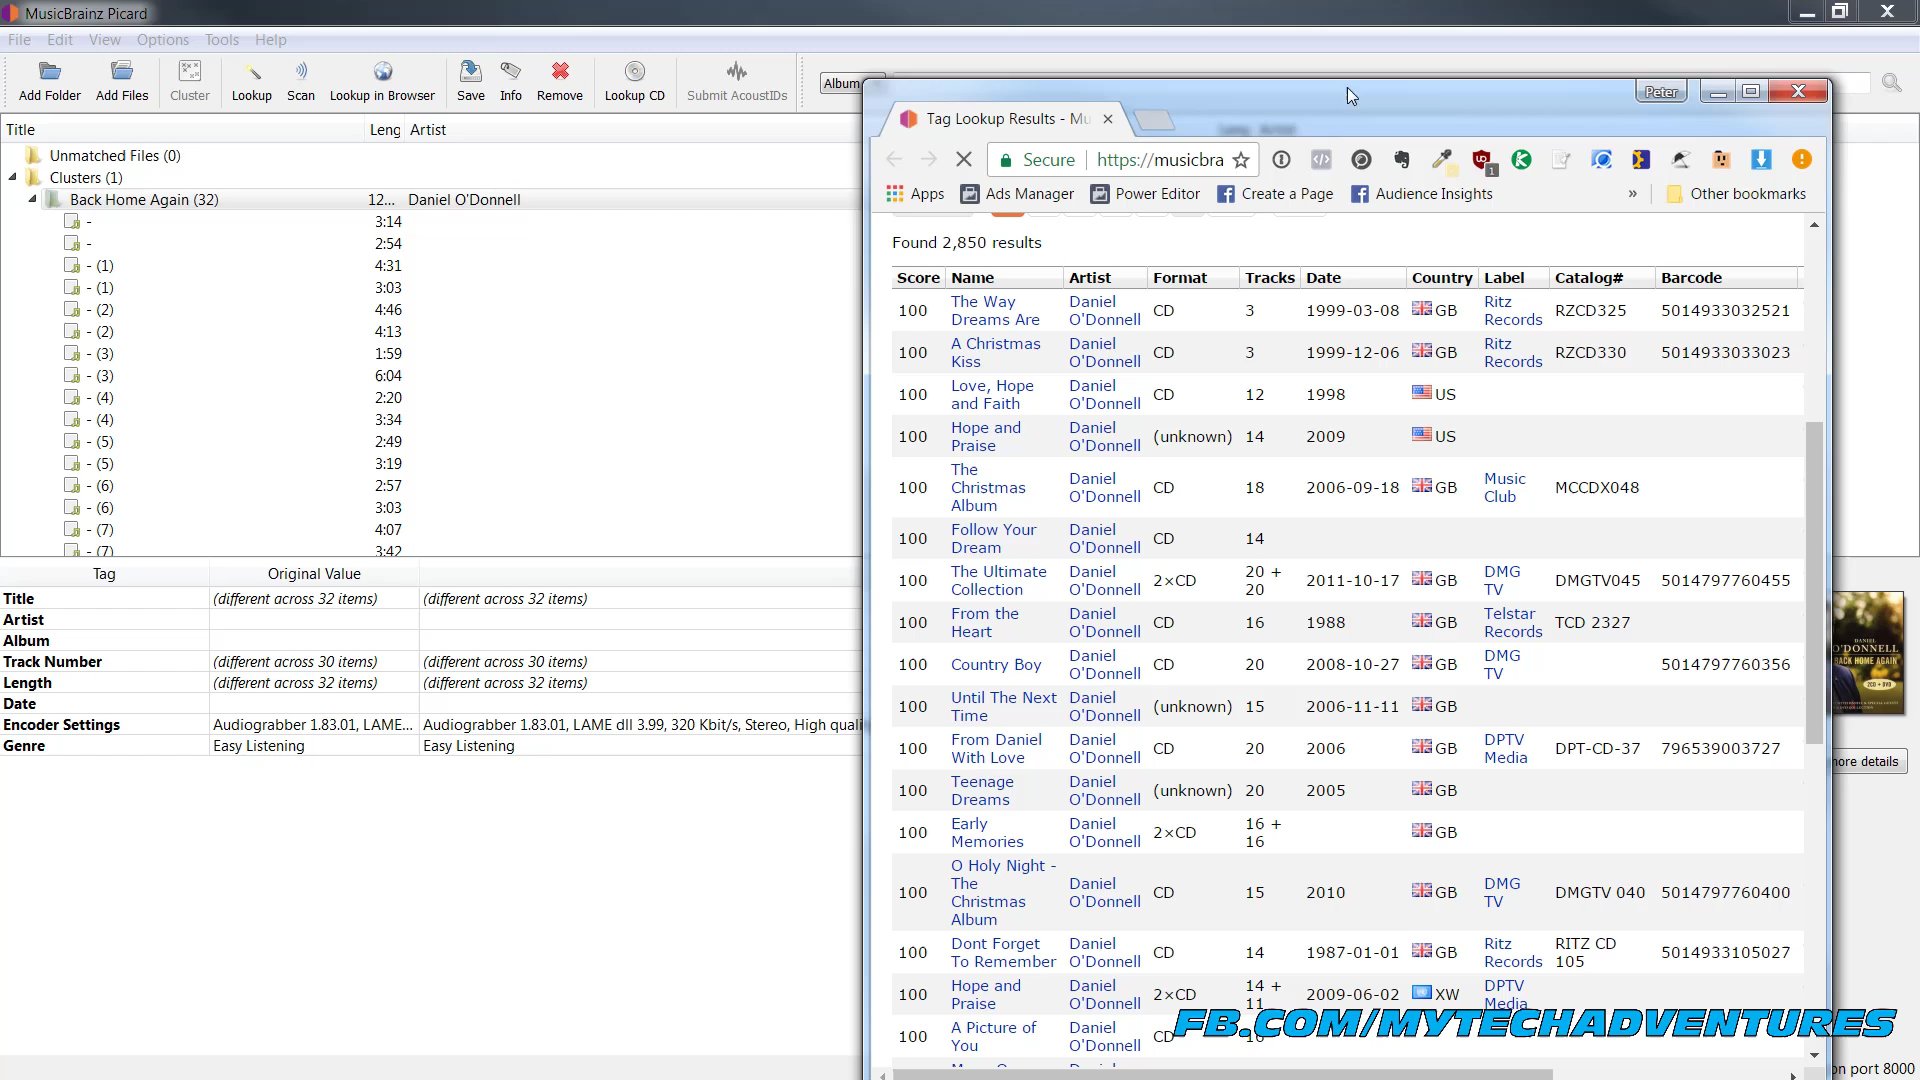 MusicBrainz Picard
File Edit View Options Tools Help
Add Folder Add Files Cluster Lookup Scan Lookup in Browser Save Info Remove Lookup CD Submit AcoustIDs Album
Title Leng Artist
Unmatched Files (0)
Clusters (1)
Back Home Again (32) 12... Daniel O'Donnell
- 3:14
- 2:54
- (1) 4:31
- (1) 3:03
- (2) 4:46
- (2) 4:13
- (3) 1:59
- (3) 6:04
- (4) 2:20
- (4) 3:34
- (5) 2:49
- (5) 3:19
- (6) 2:57
- (6) 3:03
- (7) 4:07
- (7) 3:42
Tag Original Value
Title (different across 32 items) (different across 32 items)
Artist
Album
Track Number (different across 30 items) (different across 30 items)
Length (different across 32 items) (different across 32 items)
Date
Encoder Settings Audiograbber 1.83.01, LAME... Audiograbber 1.83.01, LAME dll 3.99, 320 Kbit/s, Stereo, High quali
Genre Easy Listening Easy Listening
Peter
Tag Lookup Results - Mu
Secure https://musicbra
Apps Ads Manager Power Editor Create a Page Audience Insights » Other bookmarks
Found 2,850 results
Score Name Artist Format Tracks Date Country Label Catalog# Barcode
100 The Way Dreams Are Daniel O'Donnell CD 3 1999-03-08 GB Ritz Records RZCD325 5014933032521
100 A Christmas Kiss Daniel O'Donnell CD 3 1999-12-06 GB Ritz Records RZCD330 5014933033023
100 Love, Hope and Faith Daniel O'Donnell CD 12 1998 US
100 Hope and Praise Daniel O'Donnell (unknown) 14 2009 US
100 The Christmas Album Daniel O'Donnell CD 18 2006-09-18 GB Music Club MCCDX048
100 Follow Your Dream Daniel O'Donnell CD 14
100 The Ultimate Collection Daniel O'Donnell 2×CD 20 + 20 2011-10-17 GB DMG TV DMGTV045 5014797760455
100 From the Heart Daniel O'Donnell CD 16 1988 GB Telstar Records TCD 2327
100 Country Boy Daniel O'Donnell CD 20 2008-10-27 GB DMG TV 5014797760356
100 Until The Next Time Daniel O'Donnell (unknown) 15 2006-11-11 GB
100 From Daniel With Love Daniel O'Donnell CD 20 2006 GB DPTV Media DPT-CD-37 796539003727
100 Teenage Dreams Daniel O'Donnell (unknown) 20 2005 GB
100 Early Memories Daniel O'Donnell 2×CD 16 + 16 GB
100 O Holy Night - The Christmas Album Daniel O'Donnell CD 15 2010 GB DMG TV DMGTV 040 5014797760400
100 Dont Forget To Remember Daniel O'Donnell CD 14 1987-01-01 GB Ritz Records RITZ CD 105 5014933105027
100 Hope and Praise Daniel O'Donnell 2×CD 14 + 11 2009-06-02 XW DPTV Media
100 A Picture of You Daniel O'Donnell CD
DANIEL
O'DONNELL
BACK HOME AGAIN
2CD + DVD
more details
FB.COM/MYTECHADVENTURES
on port 8000